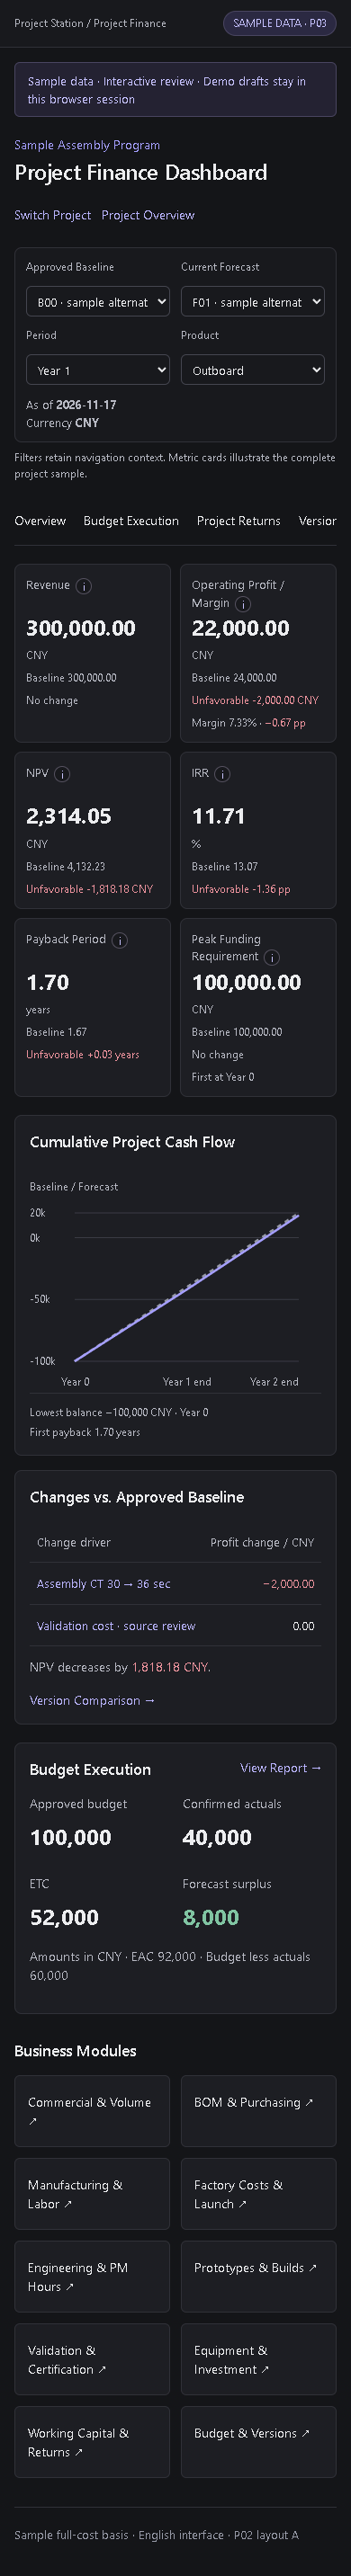 Project Station / Project Finance
SAMPLE DATA · P03
Sample data · Interactive review · Demo drafts stay in
this browser session
Sample Assembly Program
Project Finance Dashboard
Switch Project Project Overview
Approved Baseline
Current Forecast
B00 · sample alternat
F01 · sample alternat
Period
Product
Year 1
Outboard
As of 2026-11-17
Currency CNY
Filters retain navigation context. Metric cards illustrate the complete
project sample.
Overview Budget Execution Project Returns Version
Revenue i
300,000.00
CNY
Baseline 300,000.00
No change
Operating Profit /
Margin i
22,000.00
CNY
Baseline 24,000.00
Unfavorable -2,000.00 CNY
Margin 7.33% · −0.67 pp
NPV i
2,314.05
CNY
Baseline 4,132.23
Unfavorable -1,818.18 CNY
IRR i
11.71
%
Baseline 13.07
Unfavorable -1.36 pp
Payback Period i
1.70
years
Baseline 1.67
Unfavorable +0.03 years
Peak Funding
Requirement i
100,000.00
CNY
Baseline 100,000.00
No change
First at Year 0
Cumulative Project Cash Flow
Baseline / Forecast
20k
0k
-50k
-100k
Year 0 Year 1 end Year 2 end
Lowest balance −100,000 CNY · Year 0
First payback 1.70 years
Changes vs. Approved Baseline
Change driver Profit change / CNY
Assembly CT 30 → 36 sec −2,000.00
Validation cost · source review 0.00
NPV decreases by 1,818.18 CNY.
Version Comparison →
Budget Execution View Report →
Approved budget
100,000
Confirmed actuals
40,000
ETC
52,000
Forecast surplus
8,000
Amounts in CNY · EAC 92,000 · Budget less actuals
60,000
Business Modules
Commercial & Volume
↗
BOM & Purchasing ↗
Manufacturing &
Labor ↗
Factory Costs &
Launch ↗
Engineering & PM
Hours ↗
Prototypes & Builds ↗
Validation &
Certification ↗
Equipment &
Investment ↗
Working Capital &
Returns ↗
Budget & Versions ↗
Sample full-cost basis · English interface · P02 layout A